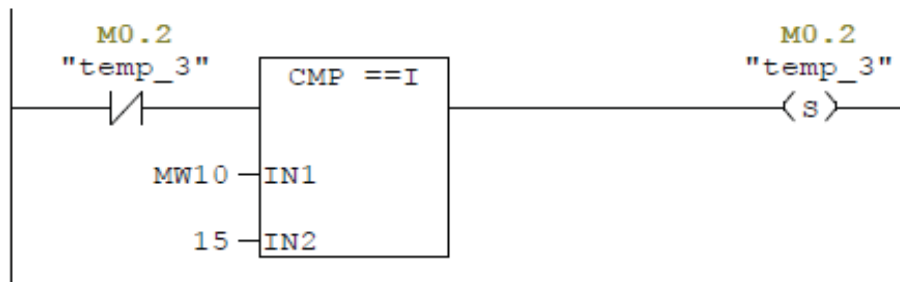 M0.2
"temp_3"
CMP ==I
MW10
IN1
15
IN2
M0.2
"temp_3"
S